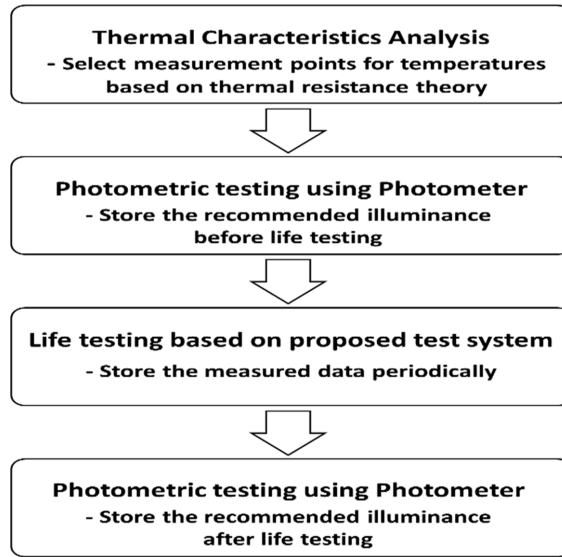 Thermal Characteristics Analysis
- Select measurement points for temperatures
based on thermal resistance theory
Photometric testing using Photometer
- Store the recommended illuminance
before life testing
Life testing based on proposed test system
- Store the measured data periodically
Photometric testing using Photometer
- Store the recommended illuminance
after life testing